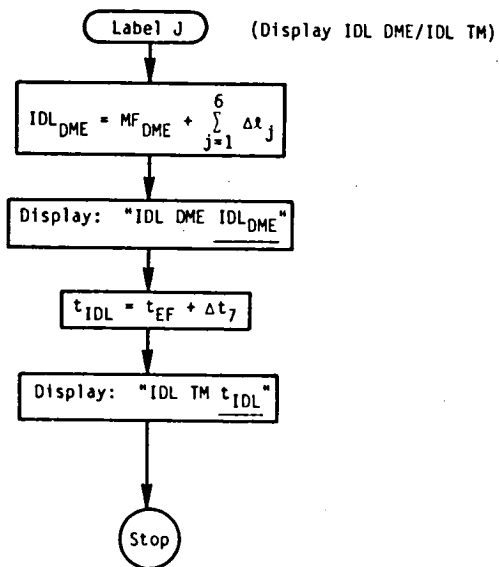 Label J (Display IDL DME/IDL TM)
IDL_DME = MF_DME + 6 Σ j=1 Δℓ_j
Display: "IDL DME IDL_DME"
t_IDL = t_EF + Δt_7
Display: "IDL TM t_IDL"
Stop